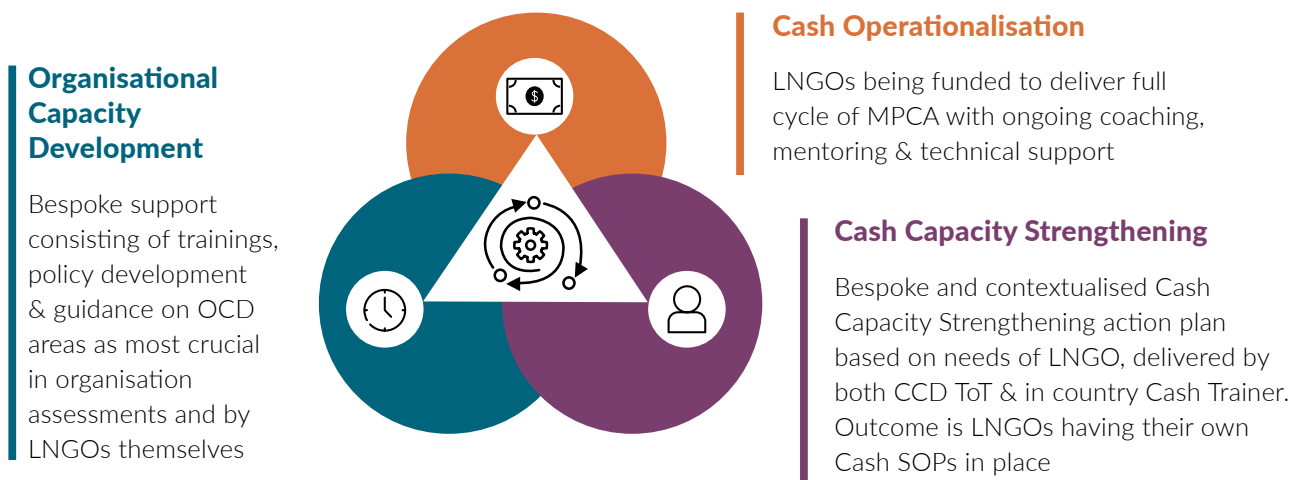 Organisational
Capacity
Development
Bespoke support
consisting of trainings,
policy development
& guidance on OCD
areas as most crucial
in organisation
assessments and by
LNGOs themselves
$
Cash Operationalisation
LNGOs being funded to deliver full
cycle of MPCA with ongoing coaching,
mentoring & technical support
Cash Capacity Strengthening
Bespoke and contextualised Cash
Capacity Strengthening action plan
based on needs of LNGO, delivered by
both CCD ToT & in country Cash Trainer.
Outcome is LNGOs having their own
Cash SOPs in place